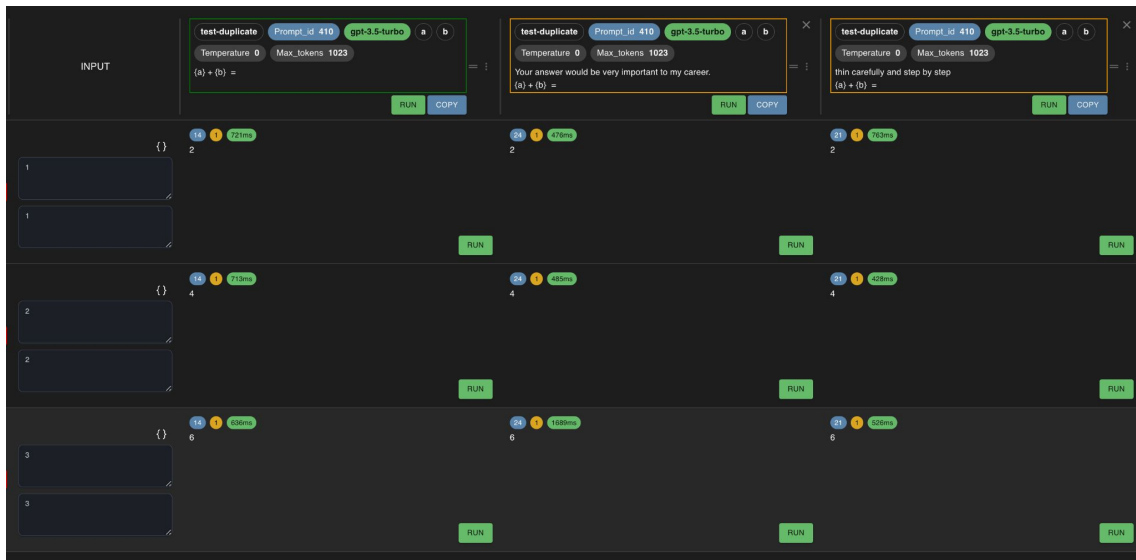 INPUT
test-duplicate Prompt_id 410 gpt-3.5-turbo a b
Temperature 0 Max_tokens 1023
{a} + {b} =
RUN COPY
test-duplicate Prompt_id 410 gpt-3.5-turbo a b
Temperature 0 Max_tokens 1023
Your answer would be very important to my career.
{a} + {b} =
RUN COPY
test-duplicate Prompt_id 410 gpt-3.5-turbo a b
Temperature 0 Max_tokens 1023
thin carefully and step by step
{a} + {b} =
RUN COPY
{ }
1
1
14 1 721ms
2
RUN
24 1 476ms
2
RUN
21 1 763ms
2
RUN
{ }
2
2
14 1 713ms
4
RUN
24 1 485ms
4
RUN
21 1 428ms
4
RUN
{ }
3
3
14 1 636ms
6
RUN
24 1 1689ms
6
RUN
21 1 526ms
6
RUN